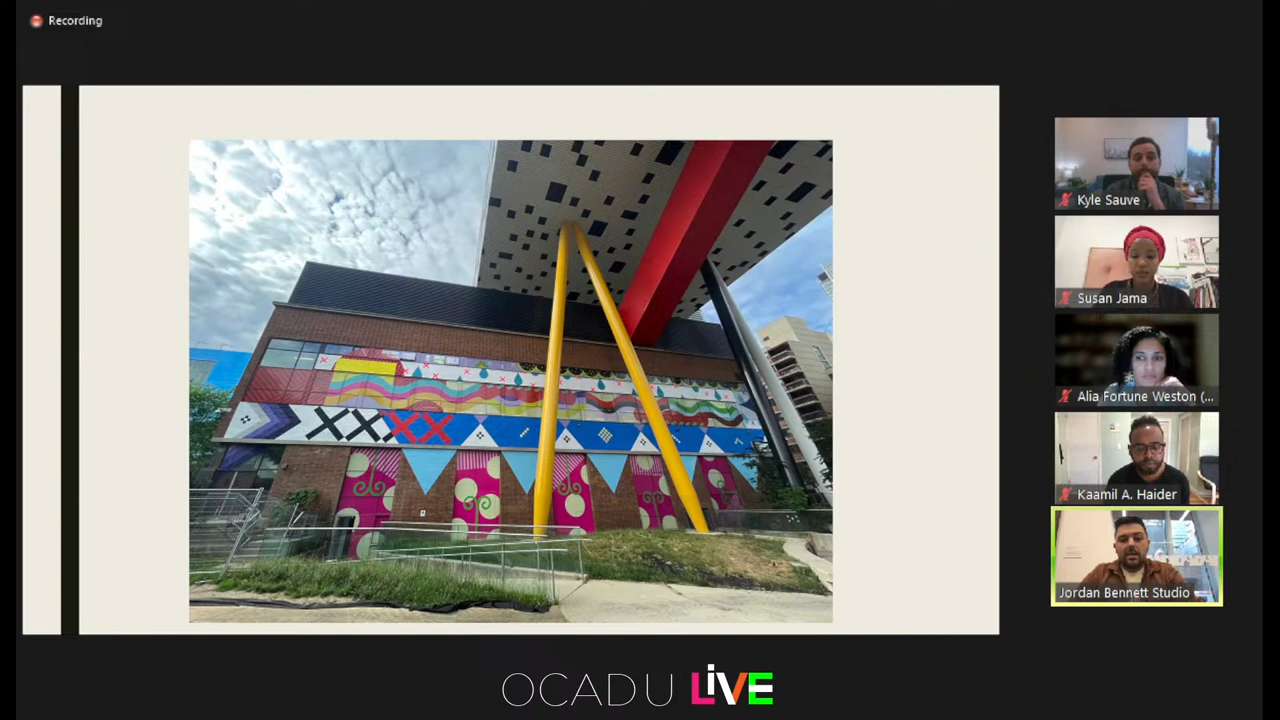 Recording
Kyle Sauve
Susan Jama
Alia Fortune Weston (...
Kaamil A. Haider
Jordan Bennett Studio
OCADU LiVE